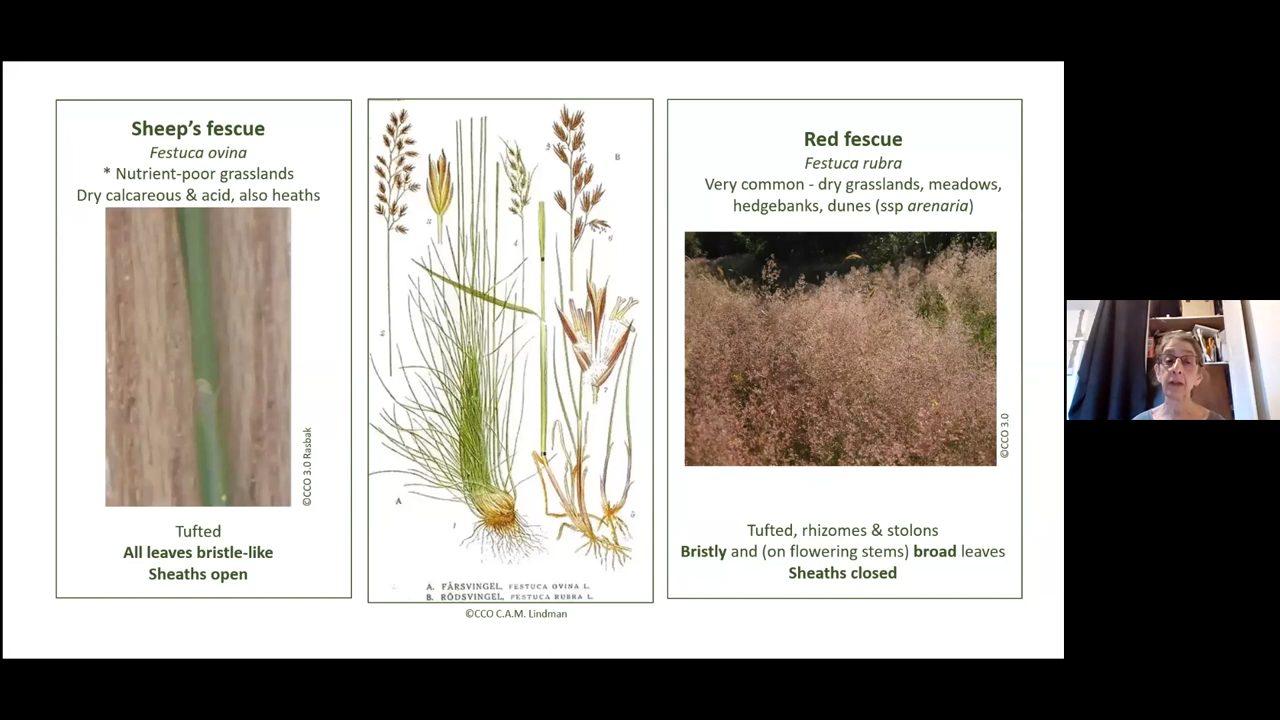 Sheep's fescue
Festuca ovina
* Nutrient-poor grasslands
Dry calcareous & acid, also heaths
©CCO 3.0 Rasbak
Tufted
All leaves bristle-like
Sheaths open
B
A
A. FÅRSVINGEL, FESTUCA OVINA L.
B. RÖDSVINGEL, FESTUCA RUBRA L.
©CCO C.A.M. Lindman
Red fescue
Festuca rubra
Very common - dry grasslands, meadows,
hedgebanks, dunes (ssp arenaria)
©CCO 3.0
Tufted, rhizomes & stolons
Bristly and (on flowering stems) broad leaves
Sheaths closed